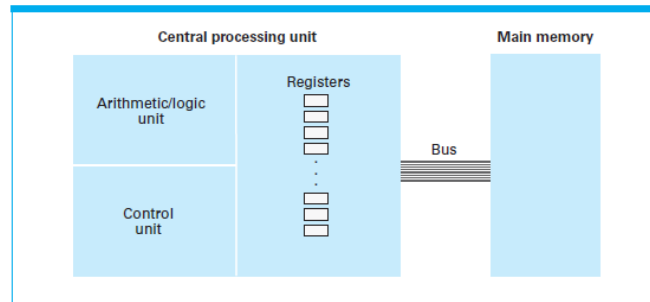 Central processing unit
Main memory
Arithmetic/logic
unit
Registers
Bus
Control
unit